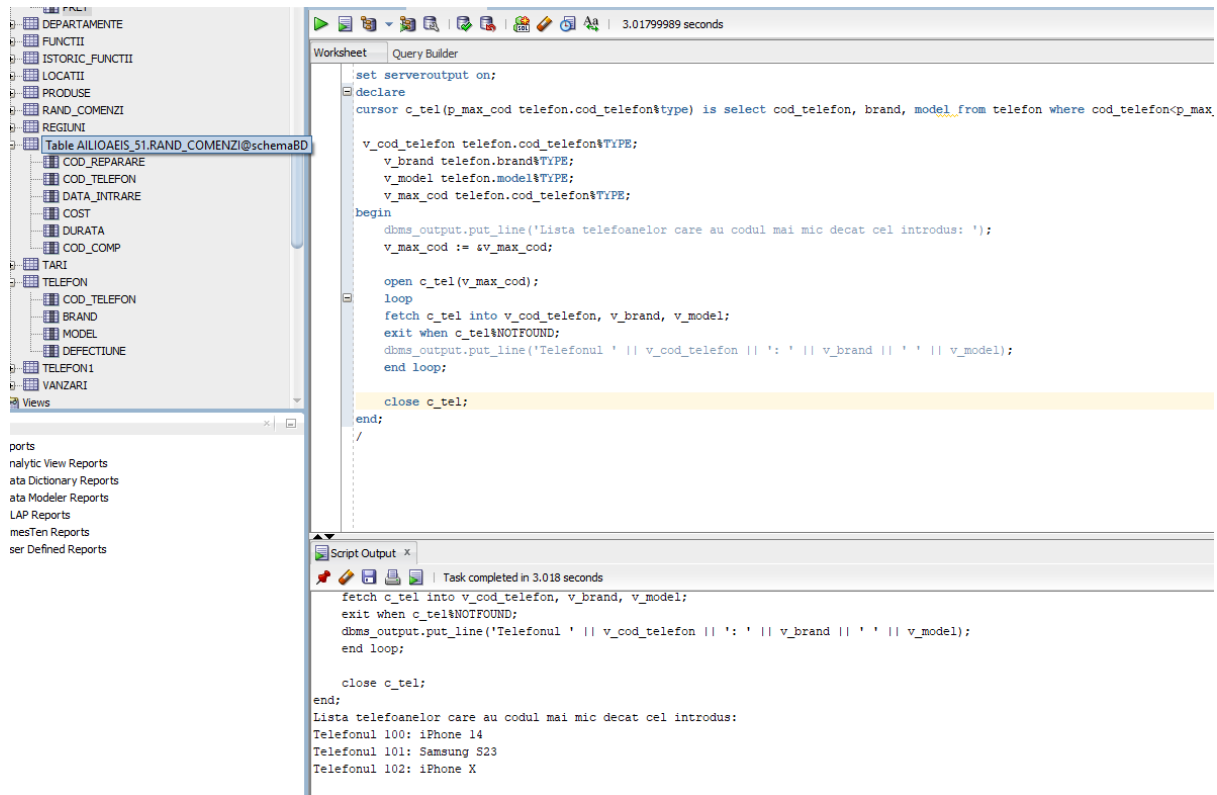 PRET
DEPARTAMENTE
FUNCTII
ISTORIC_FUNCTII
LOCATII
PRODUSE
RAND_COMENZI
REGIUNI
Table AILIOAEIS_51.RAND_COMENZI@schemaBD
COD_REPARARE
COD_TELEFON
DATA_INTRARE
COST
DURATA
COD_COMP
TARI
TELEFON
COD_TELEFON
BRAND
MODEL
DEFECTIUNE
TELEFON1
VANZARI
Views
ports
nalytic View Reports
ata Dictionary Reports
ata Modeler Reports
LAP Reports
mesTen Reports
ser Defined Reports
3.01799989 seconds
Worksheet Query Builder
set serveroutput on;
declare
cursor c_tel(p_max_cod telefon.cod_telefon%type) is select cod_telefon, brand, model from telefon where cod_telefon<p_max_
v_cod_telefon telefon.cod_telefon%TYPE;
v_brand telefon.brand%TYPE;
v_model telefon.model%TYPE;
v_max_cod telefon.cod_telefon%TYPE;
begin
dbms_output.put_line('Lista telefoanelor care au codul mai mic decat cel introdus: ');
v_max_cod := &v_max_cod;
open c_tel(v_max_cod);
loop
fetch c_tel into v_cod_telefon, v_brand, v_model;
exit when c_tel%NOTFOUND;
dbms_output.put_line('Telefonul ' || v_cod_telefon || ': ' || v_brand || ' ' || v_model);
end loop;
close c_tel;
end;
/
Script Output x
Task completed in 3.018 seconds
fetch c_tel into v_cod_telefon, v_brand, v_model;
exit when c_tel%NOTFOUND;
dbms_output.put_line('Telefonul ' || v_cod_telefon || ': ' || v_brand || ' ' || v_model);
end loop;
close c_tel;
end;
Lista telefoanelor care au codul mai mic decat cel introdus:
Telefonul 100: iPhone 14
Telefonul 101: Samsung S23
Telefonul 102: iPhone X